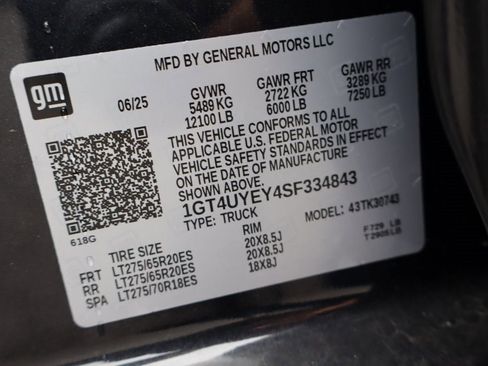 MFD BY GENERAL MOTORS LLC
gm
06/25
GVWR GAWR FRT GAWR RR
5489 KG 2722 KG 3289 KG
12100 LB 6000 LB 7250 LB
THIS VEHICLE CONFORMS TO ALL
APPLICABLE U.S. FEDERAL MOTOR
VEHICLE SAFETY STANDARDS IN EFFECT
ON THE DATE OF MANUFACTURE
SHOWN ABOVE.
1GT4UYEY4SF334843
TYPE: TRUCK MODEL: 43TK30743
618G
F729 LB
T2905LB
TIRE SIZE RIM
FRT LT275/65R20ES 20X8.5J
RR LT275/65R20ES 20X8.5J
SPA LT275/70R18ES 18X8J